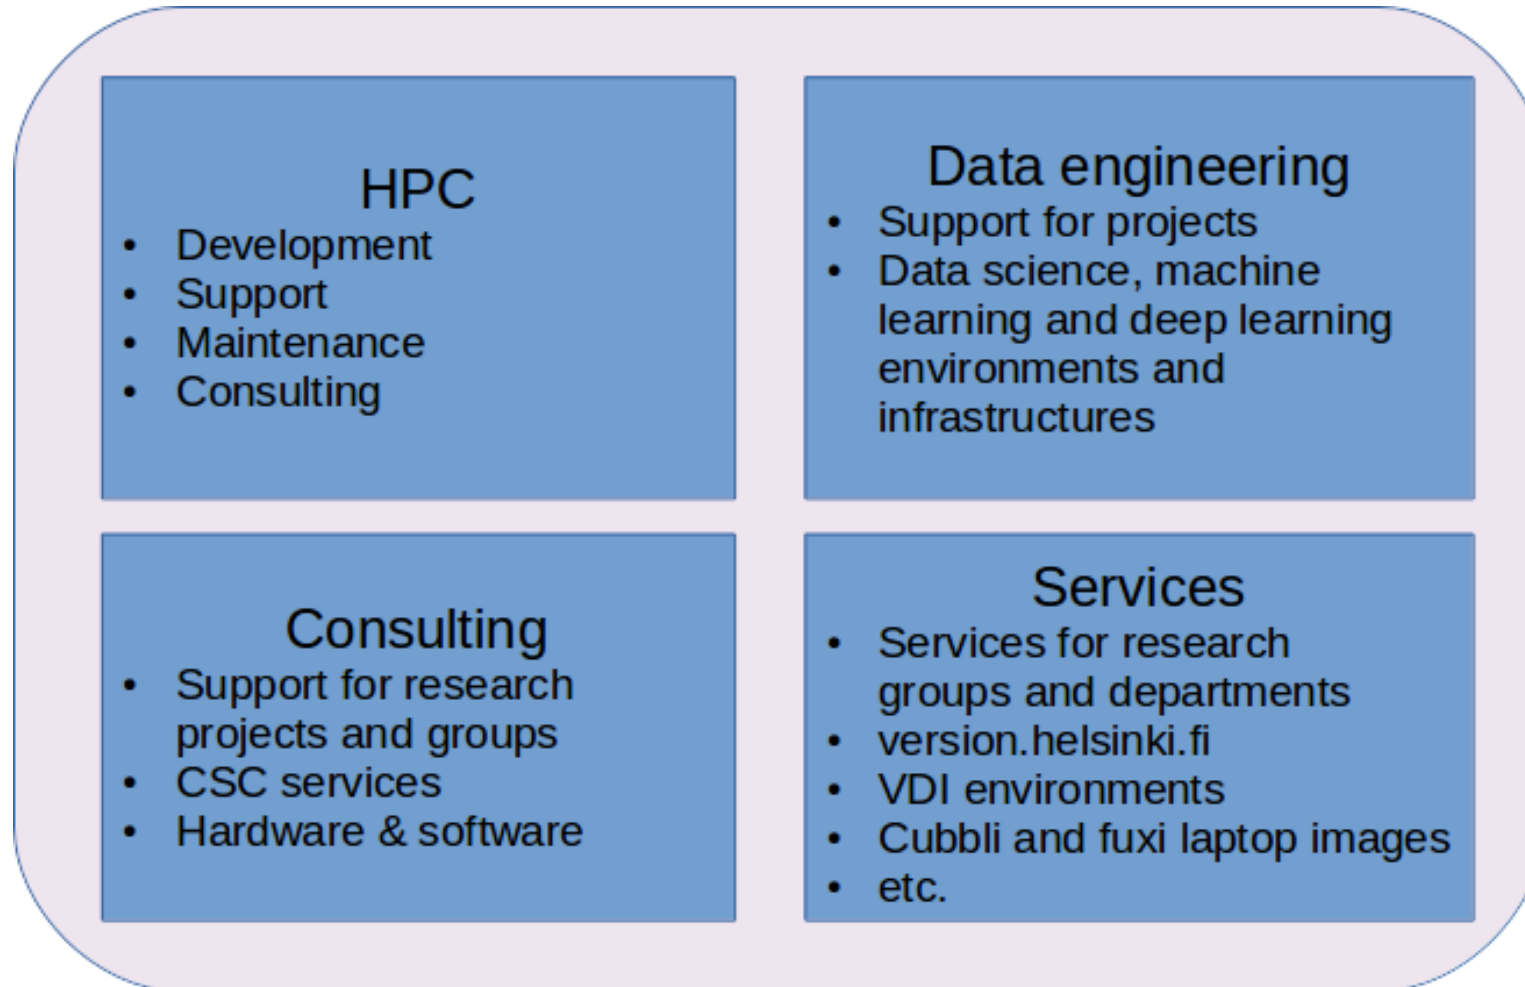 HPC
• Development
• Support
• Maintenance
• Consulting
Data engineering
• Support for projects
• Data science, machine
learning and deep learning
environments and
infrastructures
Consulting
• Support for research
projects and groups
• CSC services
• Hardware & software
Services
• Services for research
groups and departments
• version.helsinki.fi
• VDI environments
• Cubbli and fuxi laptop images
• etc.